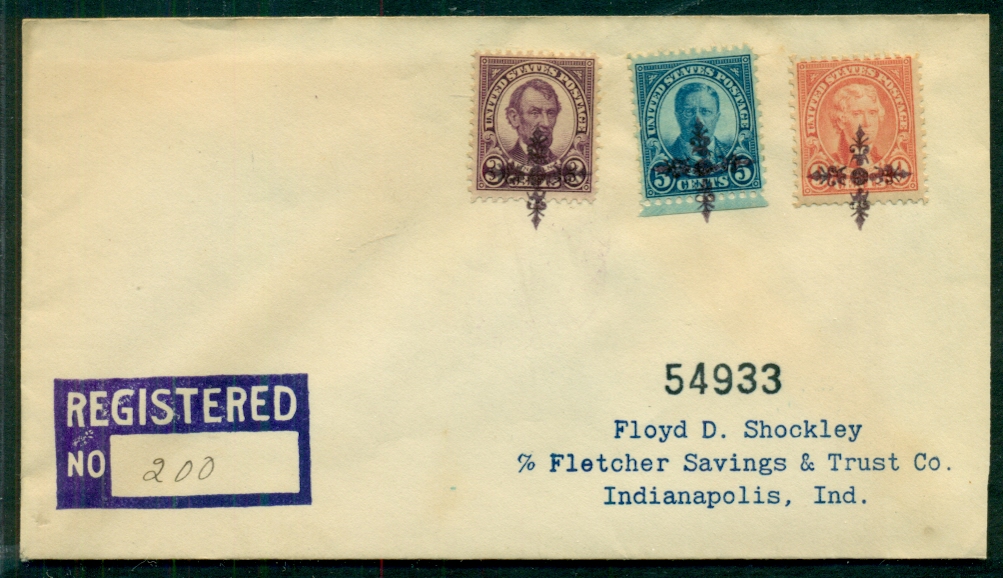 UNITED STATES POSTAGE
3 CENTS 3
UNITED STATES POSTAGE
5 CENTS 5
UNITED STATES POSTAGE
REGISTERED
NO 200
54933
Floyd D. Shockley
% Fletcher Savings & Trust Co.
Indianapolis, Ind.